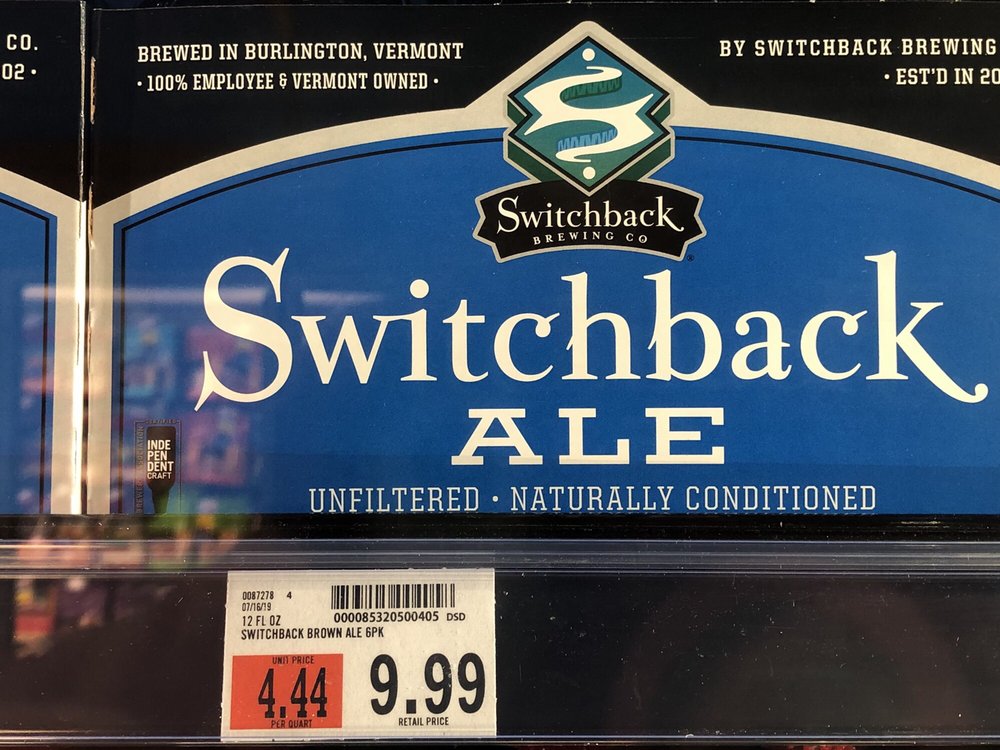 CO.
02 •
BREWED IN BURLINGTON, VERMONT
• 100% EMPLOYEE & VERMONT OWNED •
BY SWITCHBACK BREWING
• EST'D IN 20
Switchback
BREWING CO
®
Switchback
ALE
CERTIFIED
INDE
PEN
DENT
CRAFT
UNFILTERED • NATURALLY CONDITIONED
0087278 4
07/16/19
12 FL OZ
000085320500405 DSD
SWITCHBACK BROWN ALE 6PK
UNIT PRICE
4.44
PER QUART
9.99
RETAIL PRICE